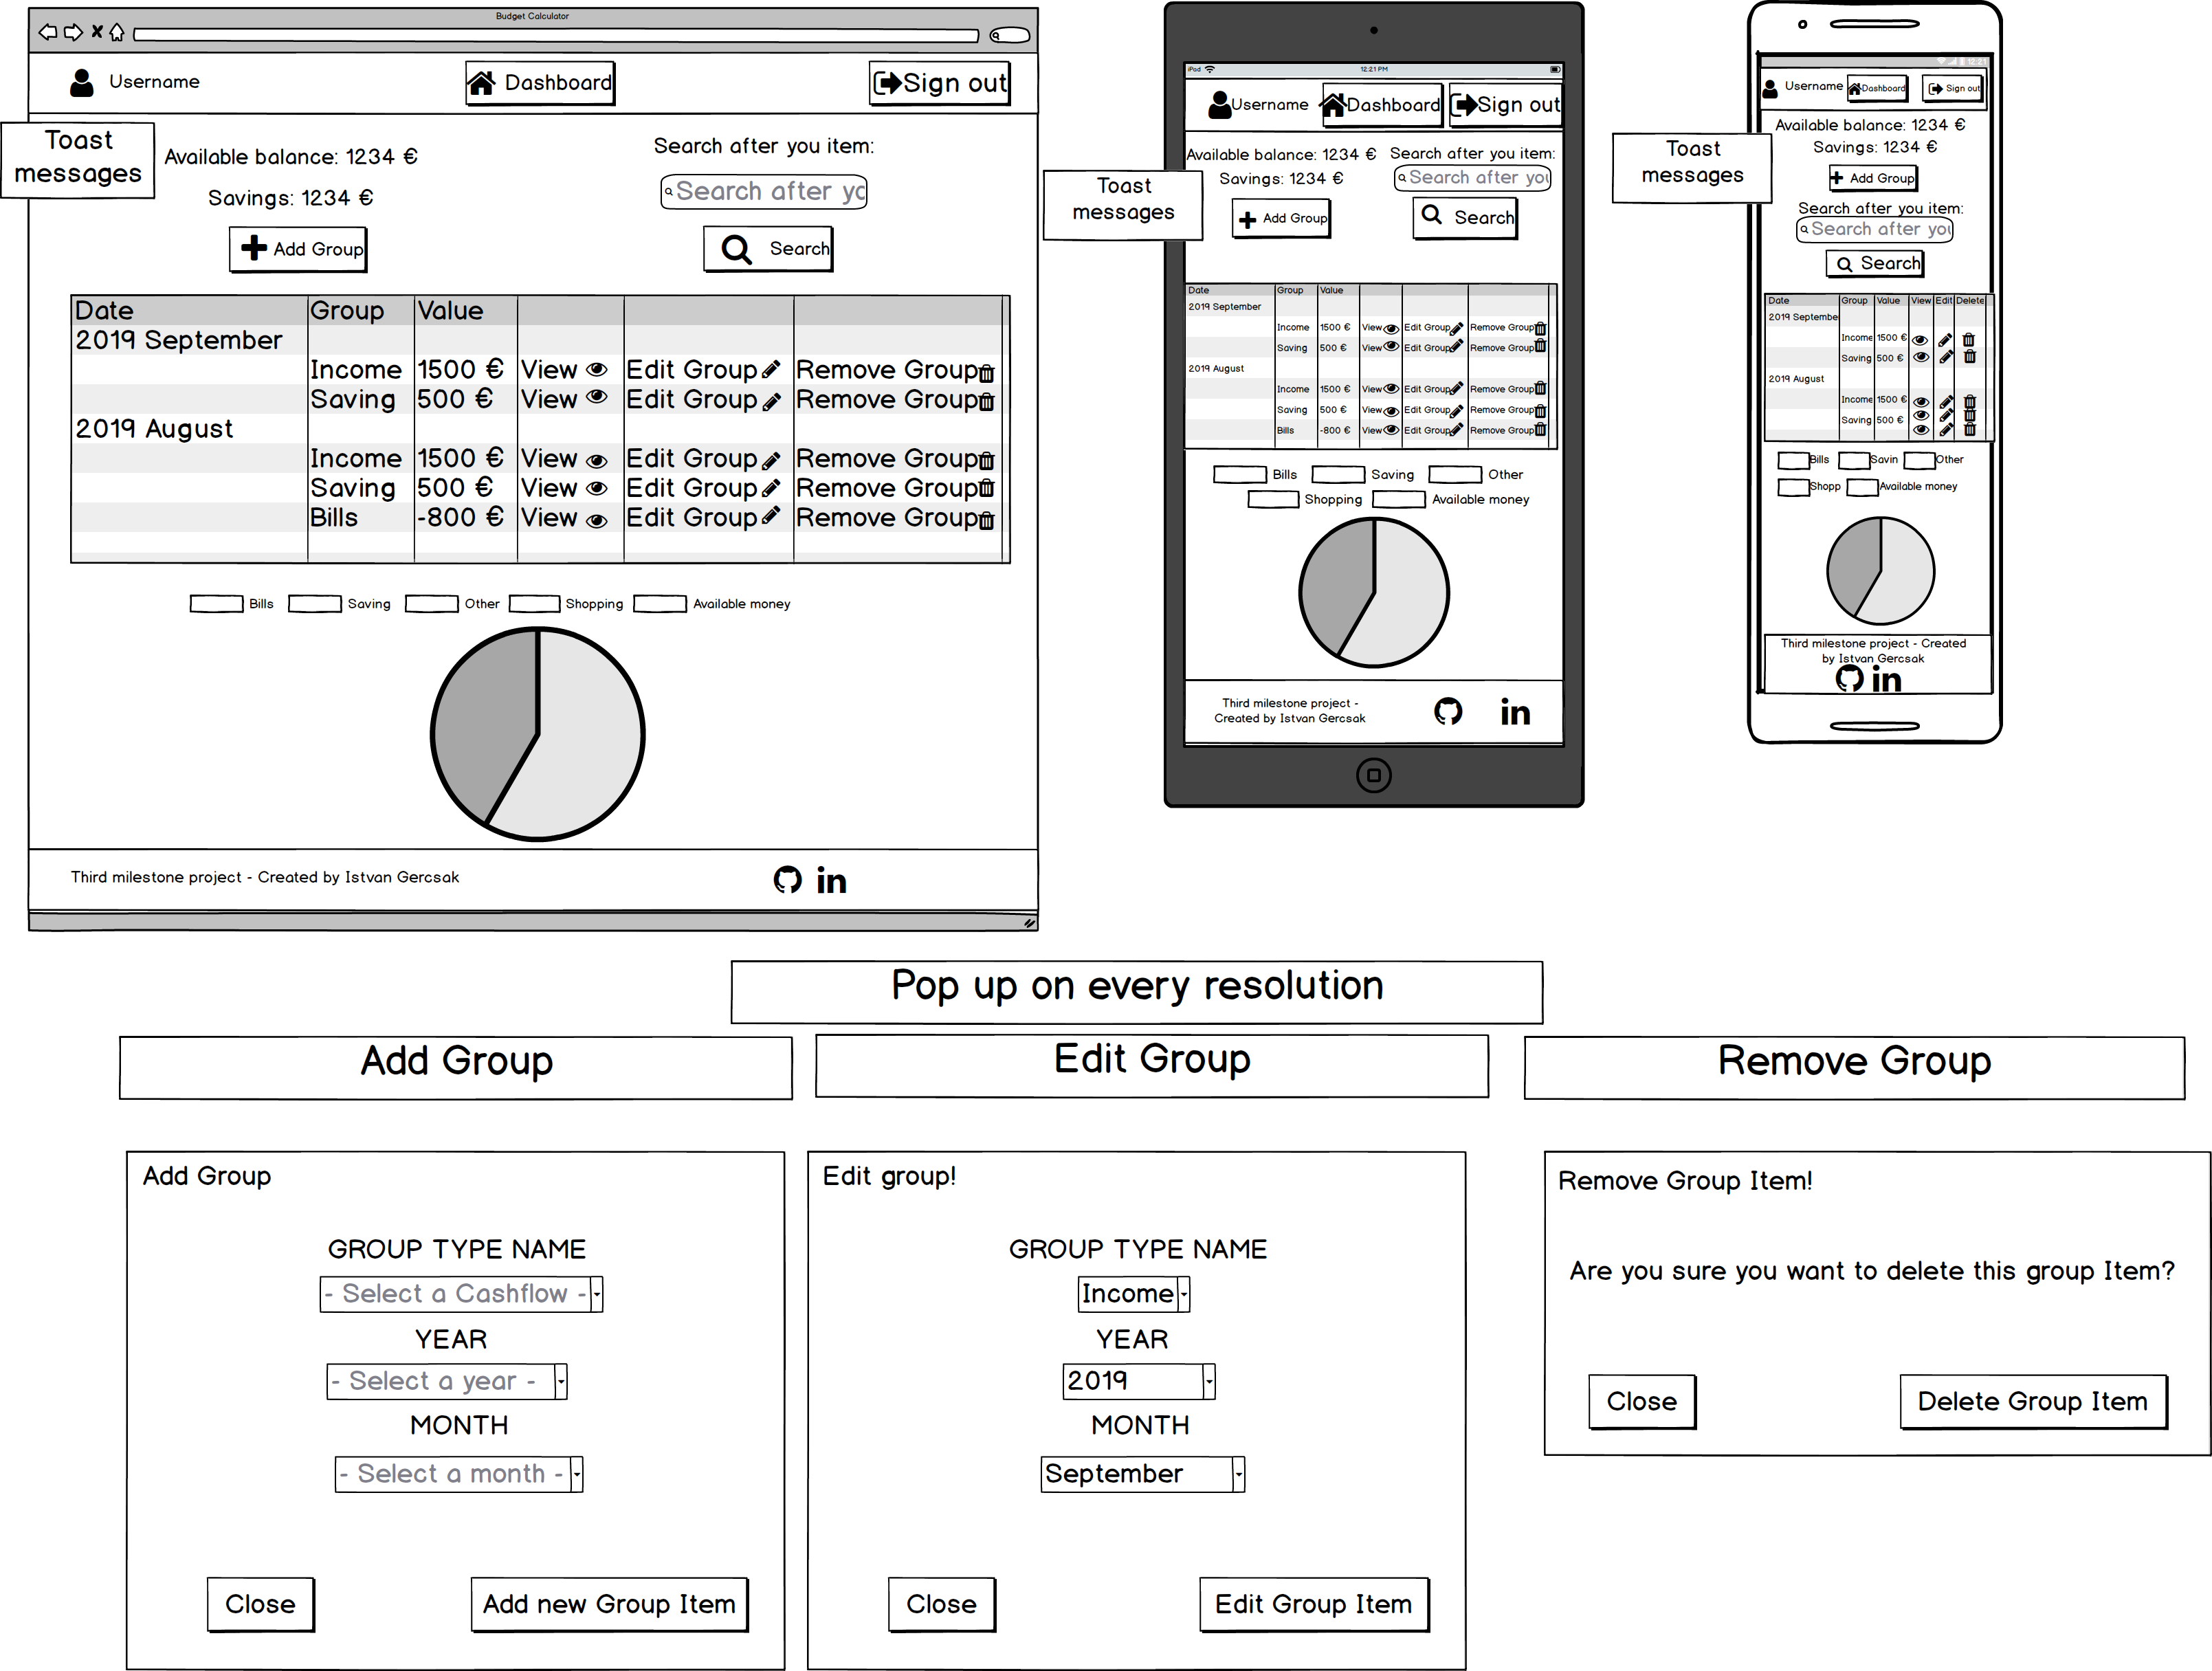 Budget Calculator
Username
Dashboard
Sign out
Toast
messages
Available balance: 1234 €
Savings: 1234 €
Add Group
Search after you item:
Search after yo
Search
Date Group Value
2019 September
Income 1500 € View Edit Group Remove Group
Saving 500 € View Edit Group Remove Group
2019 August
Income 1500 € View Edit Group Remove Group
Saving 500 € View Edit Group Remove Group
Bills -800 € View Edit Group Remove Group
Bills Saving Other Shopping Available money
Third milestone project - Created by Istvan Gercsak
iPod 12:21 PM
Username
Dashboard
Sign out
Toast
messages
Available balance: 1234 €
Savings: 1234 €
Add Group
Search after you item:
Search after you
Search
Date Group Value
2019 September
Income 1500 € View Edit Group Remove Group
Saving 500 € View Edit Group Remove Group
2019 August
Income 1500 € View Edit Group Remove Group
Saving 500 € View Edit Group Remove Group
Bills -800 € View Edit Group Remove Group
Bills Saving Other
Shopping Available money
Third milestone project -
Created by Istvan Gercsak
12:21
Username
Dashboard
Sign out
Toast
messages
Available balance: 1234 €
Savings: 1234 €
Add Group
Search after you item:
Search after you
Search
Date Group Value View Edit Delete
2019 September
Income 1500 €
Saving 500 €
2019 August
Income 1500 €
Saving 500 €
Bills Savin Other
Shopp Available money
Third milestone project - Created
by Istvan Gercsak
Pop up on every resolution
Add Group
Edit Group
Remove Group
Add Group
GROUP TYPE NAME
- Select a Cashflow -
YEAR
- Select a year -
MONTH
- Select a month -
Close
Add new Group Item
Edit group!
GROUP TYPE NAME
Income
YEAR
2019
MONTH
September
Close
Edit Group Item
Remove Group Item!
Are you sure you want to delete this group Item?
Close
Delete Group Item